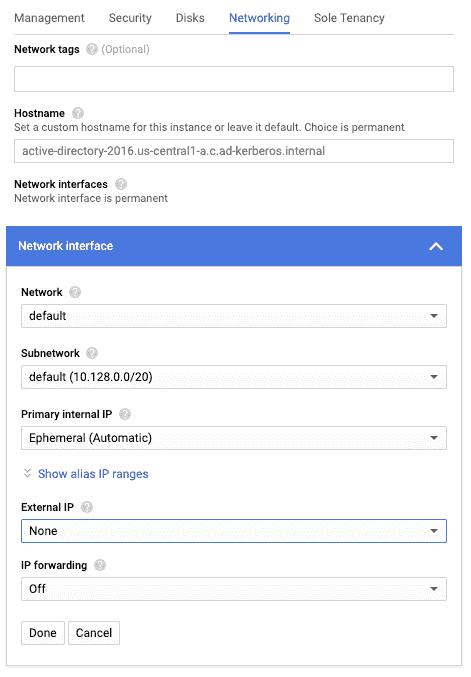 Management Security Disks Networking Sole Tenancy
Network tags ? (Optional)
Hostname ?
Set a custom hostname for this instance or leave it default. Choice is permanent
active-directory-2016.us-central1-a.c.ad-kerberos.internal
Network interfaces ?
Network interface is permanent
Network interface
Network ?
default
Subnetwork ?
default (10.128.0.0/20)
Primary internal IP ?
Ephemeral (Automatic)
Show alias IP ranges
External IP ?
None
IP forwarding ?
Off
Done Cancel